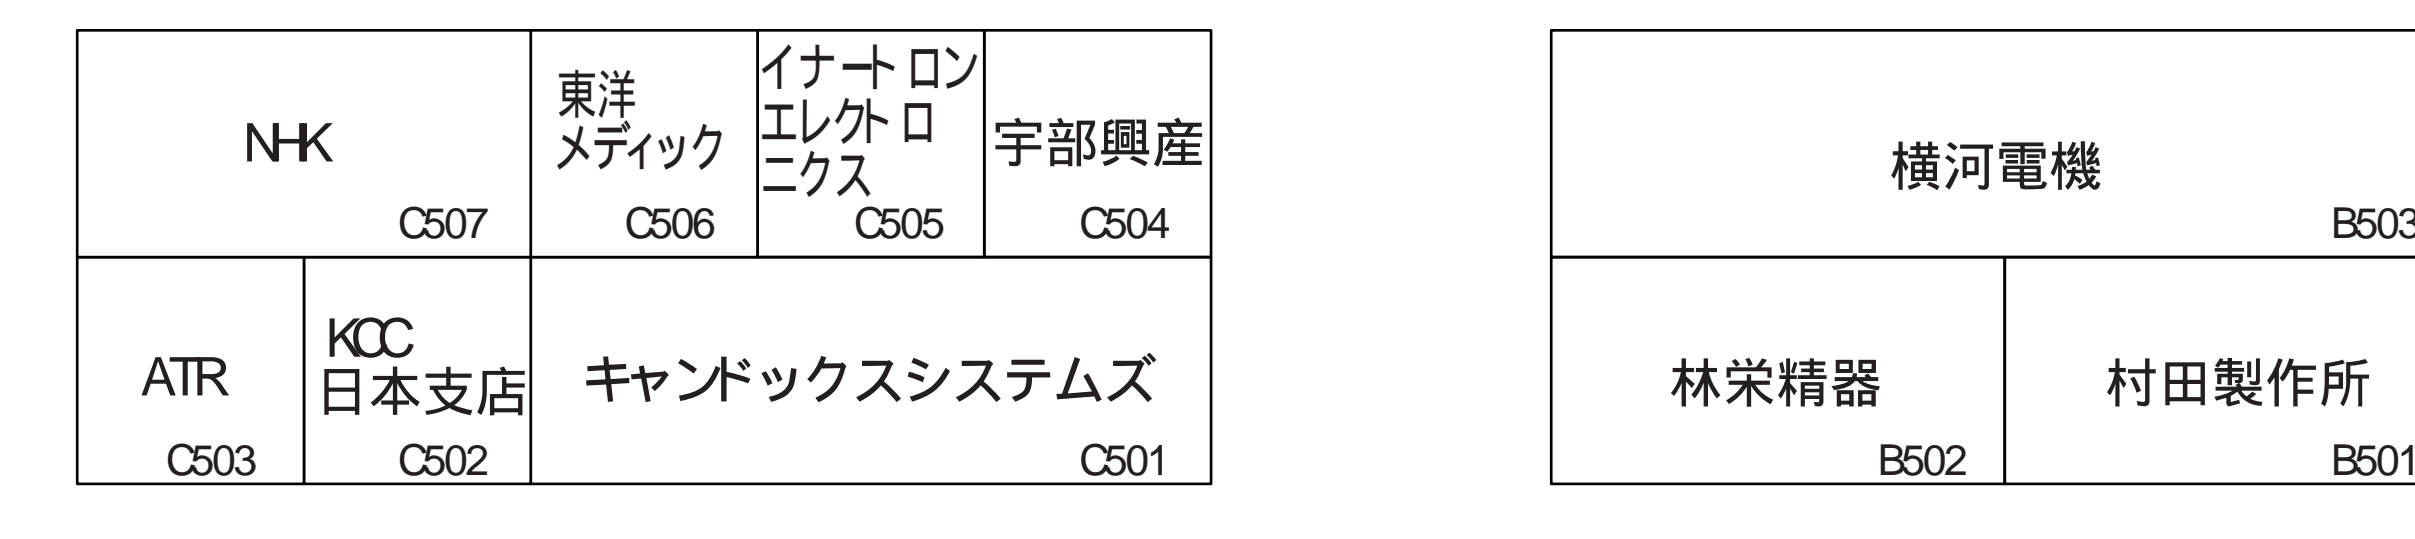 NHK
C507
東洋
メディック
C506
イナートロン
エレクトロ
ニクス
C505
宇部興産
C504
ATR
C503
KCC
日本支店
C502
キャンドックスシステムズ
C501
横河電機
B503
林栄精器
B502
村田製作所
B501